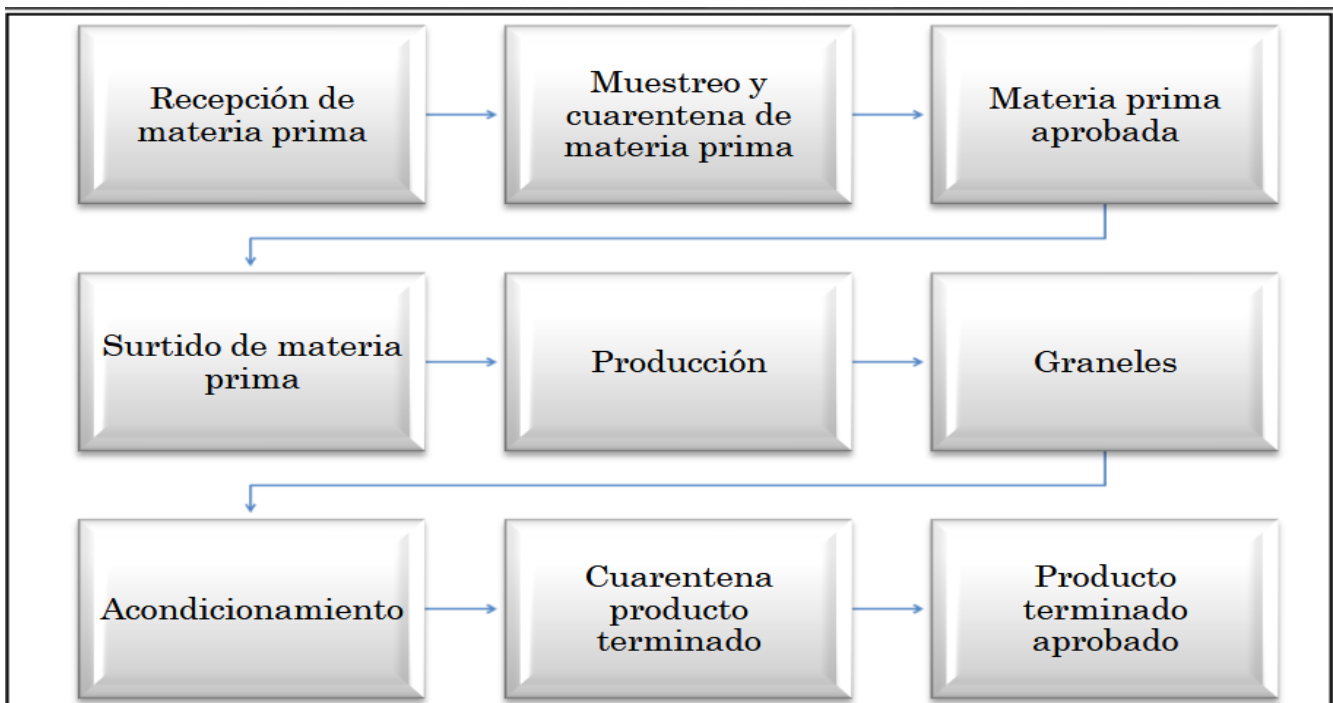 Recepción de
materia prima
Muestreo y
cuarentena de
materia prima
Materia prima
aprobada
Surtido de materia
prima
Producción
Graneles
Acondicionamiento
Cuarentena
producto
terminado
Producto
terminado
aprobado